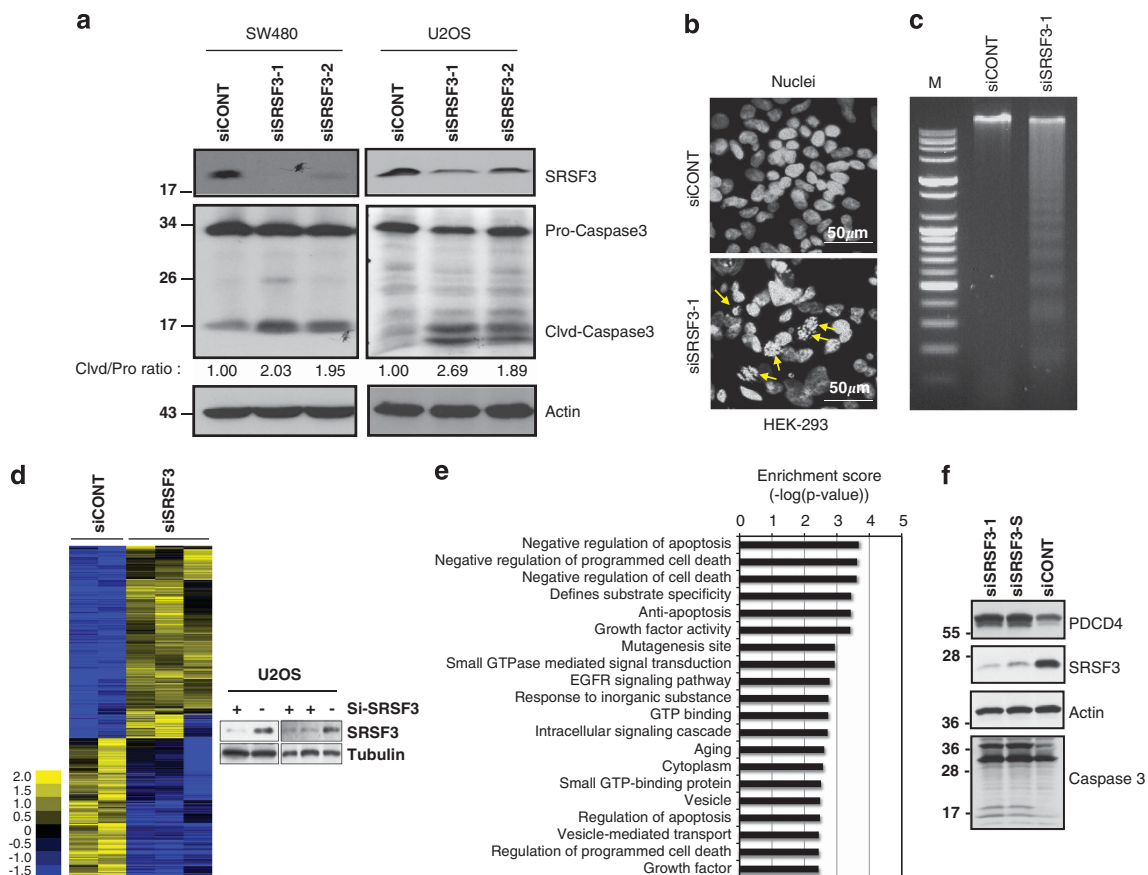 a
SW480
U2OS
siCONT
siSRSF3-1
siSRSF3-2
siCONT
siSRSF3-1
siSRSF3-2
17
SRSF3
34
26
17
Pro-Caspase3
Clvd-Caspase3
Clvd/Pro ratio : 1.00 2.03 1.95 1.00 2.69 1.89
43
Actin
b
Nuclei
siCONT
50µm
siSRSF3-1
50µm
HEK-293
c
M
siCONT
siSRSF3-1
d
siCONT
siSRSF3
2.0
1.5
1.0
0.5
0
-0.5
-1.0
-1.5
U2OS
+ - + + - Si-SRSF3
SRSF3
Tubulin
e
Enrichment score
(-log(p-value))
0 1 2 3 4 5
Negative regulation of apoptosis
Negative regulation of programmed cell death
Negative regulation of cell death
Defines substrate specificity
Anti-apoptosis
Growth factor activity
Mutagenesis site
Small GTPase mediated signal transduction
EGFR signaling pathway
Response to inorganic substance
GTP binding
Intracellular signaling cascade
Aging
Cytoplasm
Small GTP-binding protein
Vesicle
Regulation of apoptosis
Vesicle-mediated transport
Regulation of programmed cell death
Growth factor
f
siSRSF3-1
siSRSF3-S
siCONT
55
PDCD4
28
SRSF3
36
Actin
36
28
17
Caspase 3